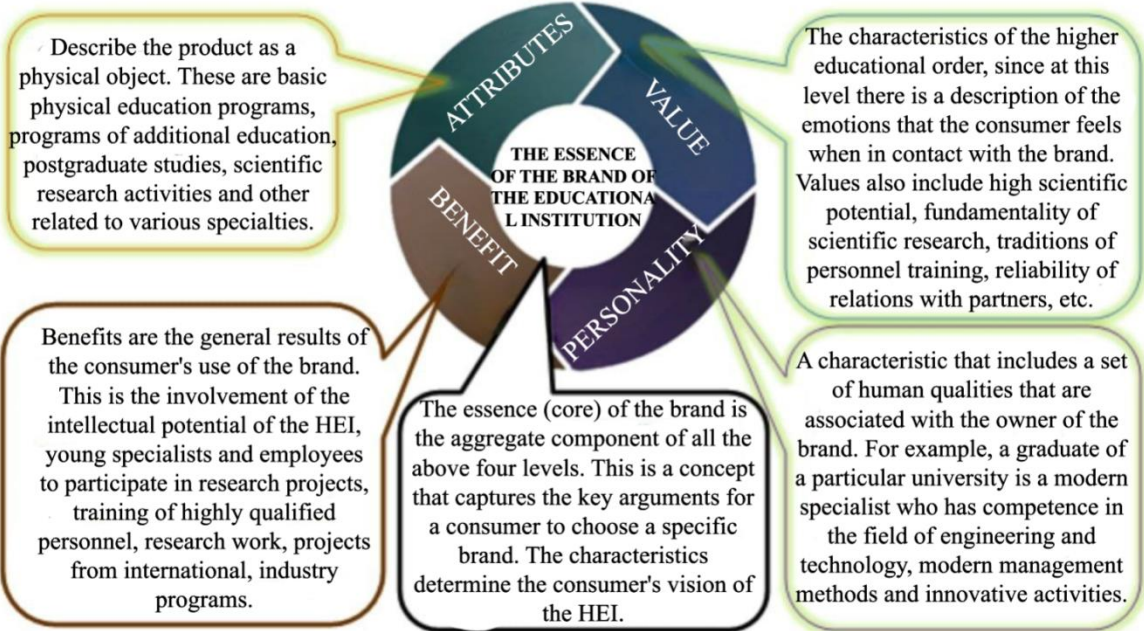 Describe the product as a
physical object. These are basic
physical education programs,
programs of additional education,
postgraduate studies, scientific
research activities and other
related to various specialties.
ATTRIBUTES
VALUE
The characteristics of the higher
educational order, since at this
level there is a description of the
emotions that the consumer feels
when in contact with the brand.
Values also include high scientific
potential, fundamentality of
scientific research, traditions of
personnel training, reliability of
relations with partners, etc.
THE ESSENCE
OF THE BRAND OF
THE EDUCATIONA
L INSTITUTION
BENEFIT
PERSONALITY
Benefits are the general results of
the consumer's use of the brand.
This is the involvement of the
intellectual potential of the HEI,
young specialists and employees
to participate in research projects,
training of highly qualified
personnel, research work, projects
from international, industry
programs.
The essence (core) of the brand is
the aggregate component of all the
above four levels. This is a concept
that captures the key arguments for
a consumer to choose a specific
brand. The characteristics
determine the consumer's vision of
the HEI.
A characteristic that includes a set
of human qualities that are
associated with the owner of the
brand. For example, a graduate of
a particular university is a modern
specialist who has competence in
the field of engineering and
technology, modern management
methods and innovative activities.